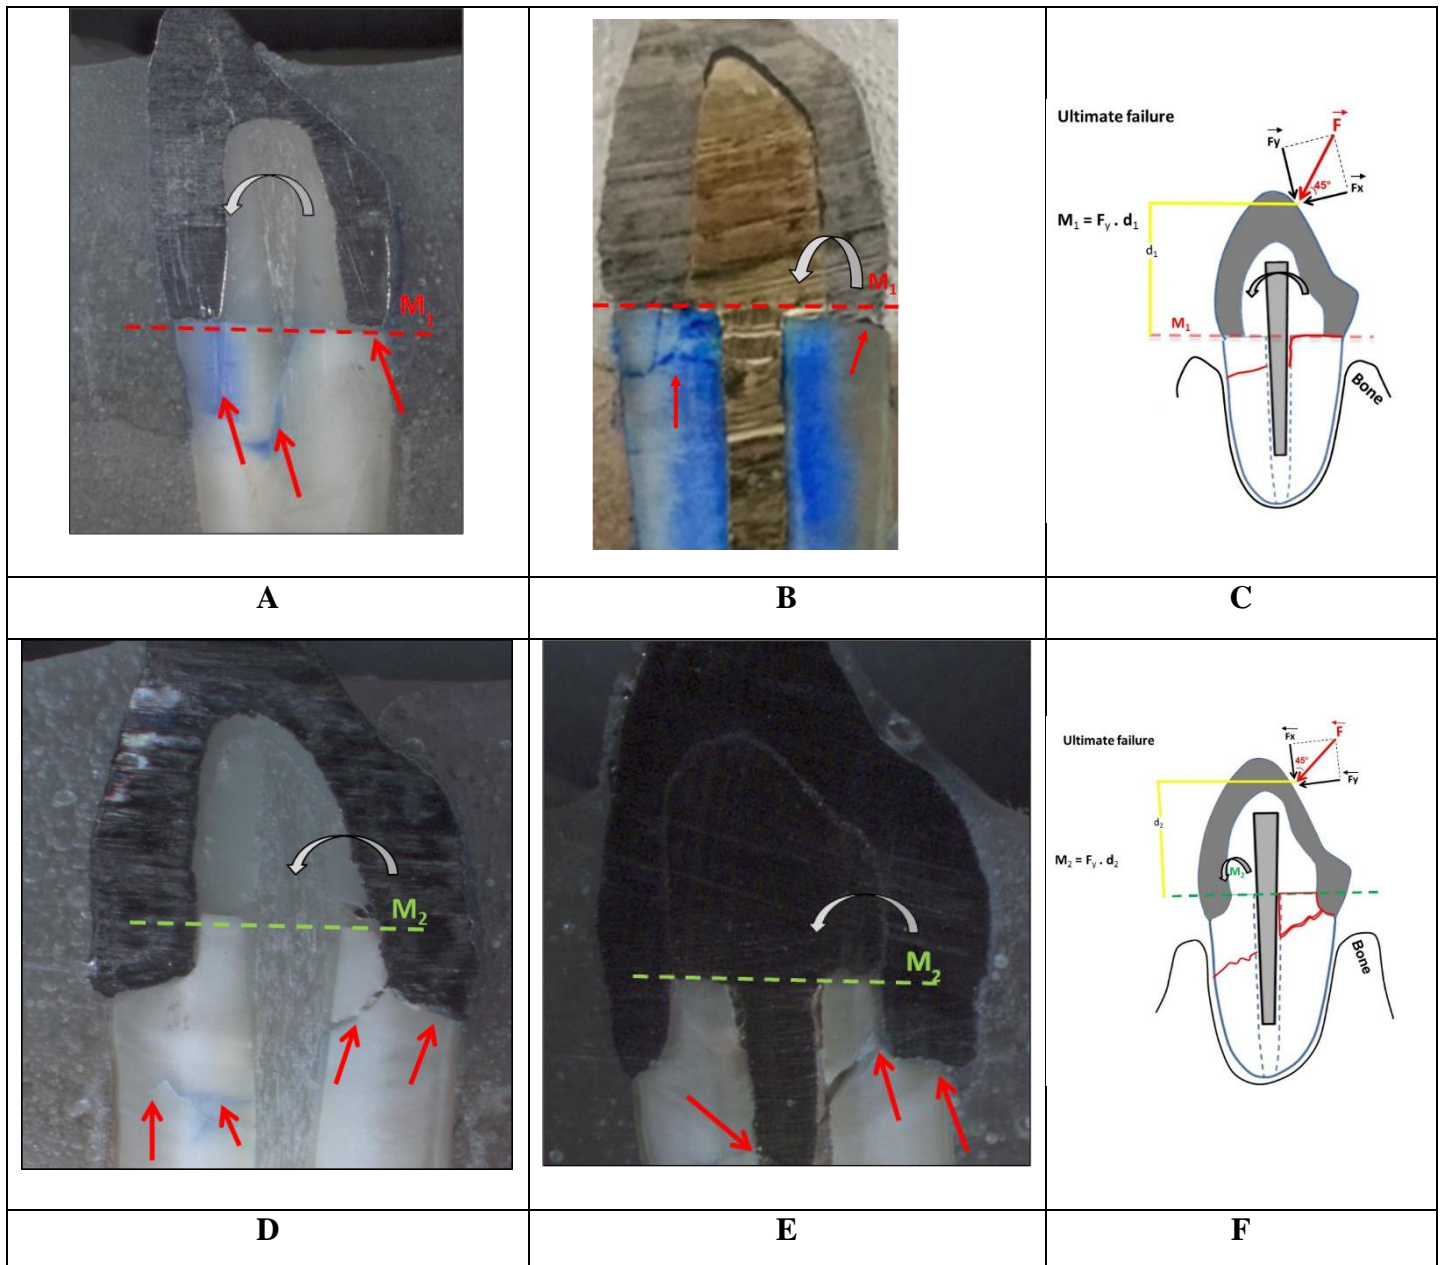 M1
M1
Ultimate failure
F
Fy
45°
Fx
M1 = Fy . d1
d1
M1
Bone
A
B
C
M2
M2
Ultimate failure
Fx
F
45°
Fy
d2
M2 = Fy . d2
M2
Bone
D
E
F